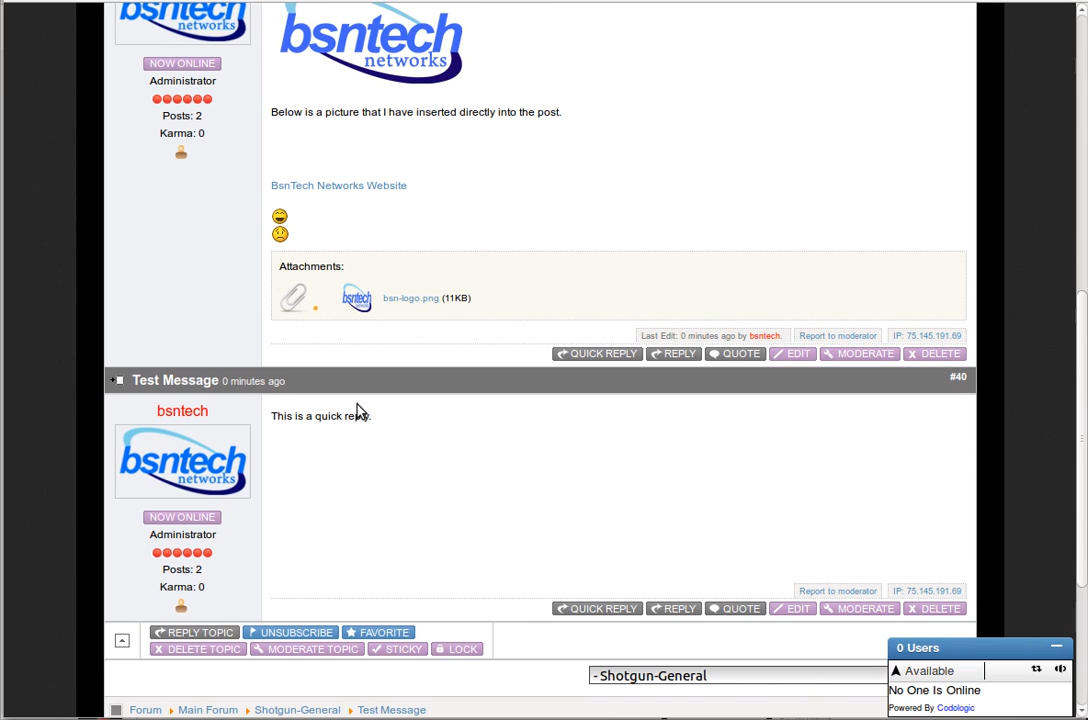 bsntech
networks
bsntech
networks
NOW ONLINE
Administrator
Posts: 2
Karma: 0
Below is a picture that I have inserted directly into the post.
BsnTech Networks Website
Attachments:
bsntech
bsn-logo.png (11KB)
Last Edit: 0 minutes ago by bsntech.
Report to moderator
IP: 75.145.191.69
QUICK REPLY
REPLY
QUOTE
EDIT
MODERATE
DELETE
Test Message 0 minutes ago
#40
bsntech
bsntech
networks
NOW ONLINE
Administrator
Posts: 2
Karma: 0
This is a quick reply.
Report to moderator
IP: 75.145.191.69
QUICK REPLY
REPLY
QUOTE
EDIT
MODERATE
DELETE
REPLY TOPIC
UNSUBSCRIBE
FAVORITE
DELETE TOPIC
MODERATE TOPIC
STICKY
LOCK
- Shotgun-General
Forum
Main Forum
Shotgun-General
Test Message
0 Users
Available
No One Is Online
Powered By Codologic